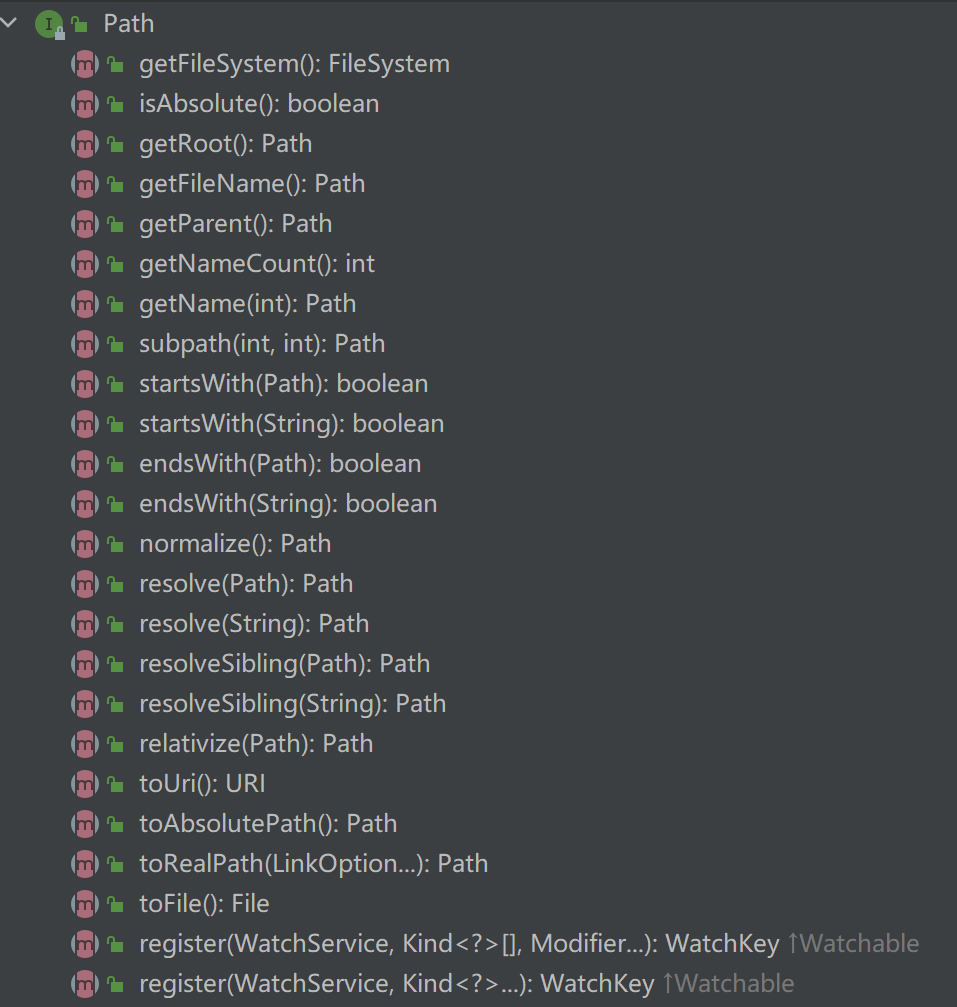 Path
getFileSystem(): FileSystem
isAbsolute(): boolean
getRoot(): Path
getFileName(): Path
getParent(): Path
getNameCount(): int
getName(int): Path
subpath(int, int): Path
startsWith(Path): boolean
startsWith(String): boolean
endsWith(Path): boolean
endsWith(String): boolean
normalize(): Path
resolve(Path): Path
resolve(String): Path
resolveSibling(Path): Path
resolveSibling(String): Path
relativize(Path): Path
toUri(): URI
toAbsolutePath(): Path
toRealPath(LinkOption...): Path
toFile(): File
register(WatchService, Kind<?>[], Modifier...): WatchKey ↑Watchable
register(WatchService, Kind<?>...): WatchKey ↑Watchable